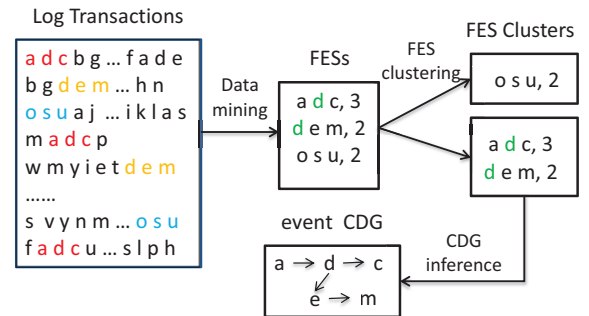 Log Transactions
a d c b g ... f a d e
b g d e m ... h n
o s u a j ... i k l a s
m a d c p
w m y i e t d e m
......
s v y n m ... o s u
f a d c u ... s l p h
Data
mining
FESs
a d c, 3
d e m, 2
o s u, 2
FES
clustering
FES Clusters
o s u, 2
a d c, 3
d e m, 2
CDG
inference
event CDG
a → d → c
e → m